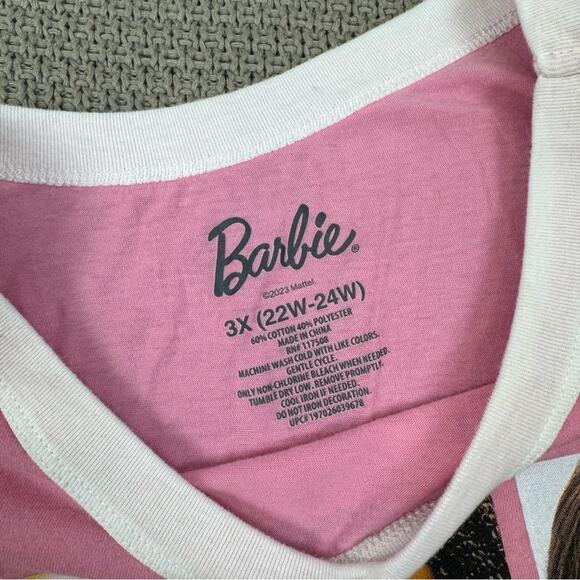 Barbie®
©2023 Mattel.
3X (22W-24W)
60% COTTON 40% POLYESTER
MADE IN CHINA
RN# 117508
MACHINE WASH COLD WITH LIKE COLORS.
GENTLE CYCLE.
ONLY NON-CHLORINE BLEACH WHEN NEEDED.
TUMBLE DRY LOW. REMOVE PROMPTLY.
COOL IRON IF NEEDED.
DO NOT IRON DECORATION.
UPC# 197026039678